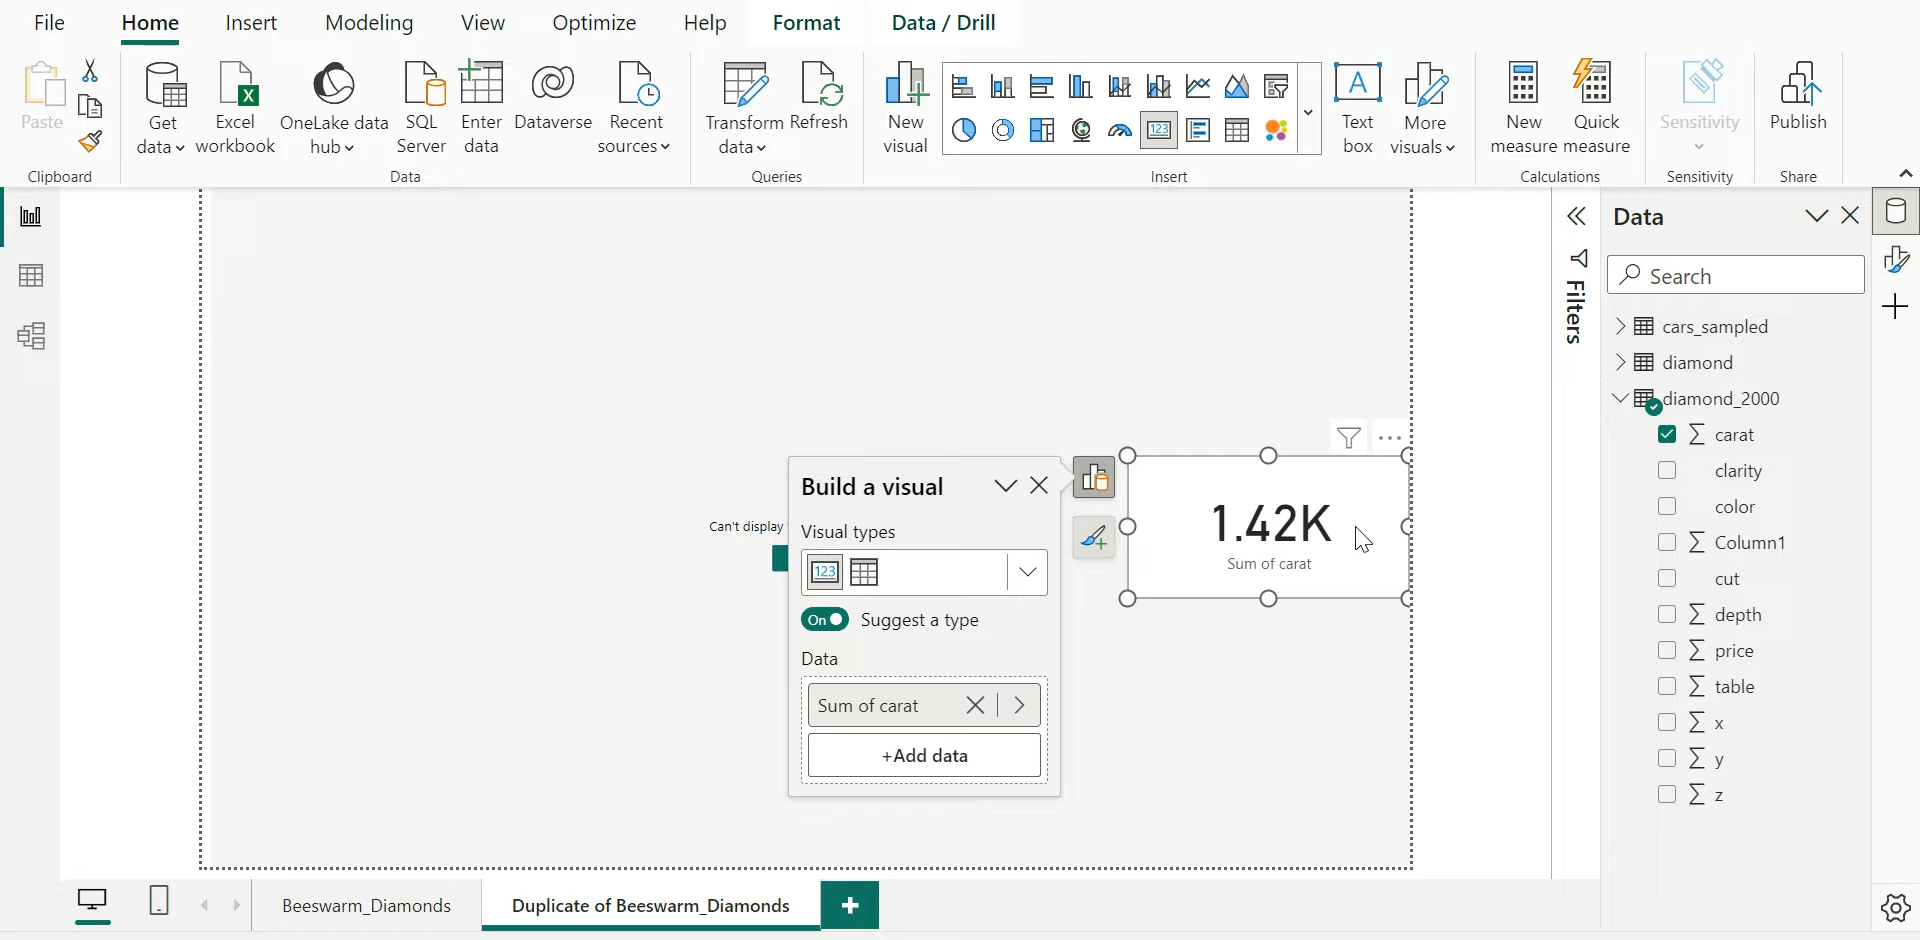 File
Home
Insert
Modeling
View
Optimize
Help
Format
Data / Drill
Paste
Get
data
Excel
workbook
OneLake data
hub
SQL
Server
Enter
data
Dataverse
Recent
sources
Transform
data
Refresh
New
visual
123
A
Text
box
More
visuals
New
measure
Quick
measure
Sensitivity
Publish
Clipboard
Data
Queries
Insert
Calculations
Sensitivity
Share
Can't display
Build a visual
Visual types
123
On
Suggest a type
Data
Sum of carat
+Add data
1.42K
Sum of carat
Filters
Data
Search
cars_sampled
diamond
diamond_2000
∑ carat
clarity
color
∑ Column1
cut
∑ depth
∑ price
∑ table
∑ x
∑ y
∑ z
Beeswarm_Diamonds
Duplicate of Beeswarm_Diamonds